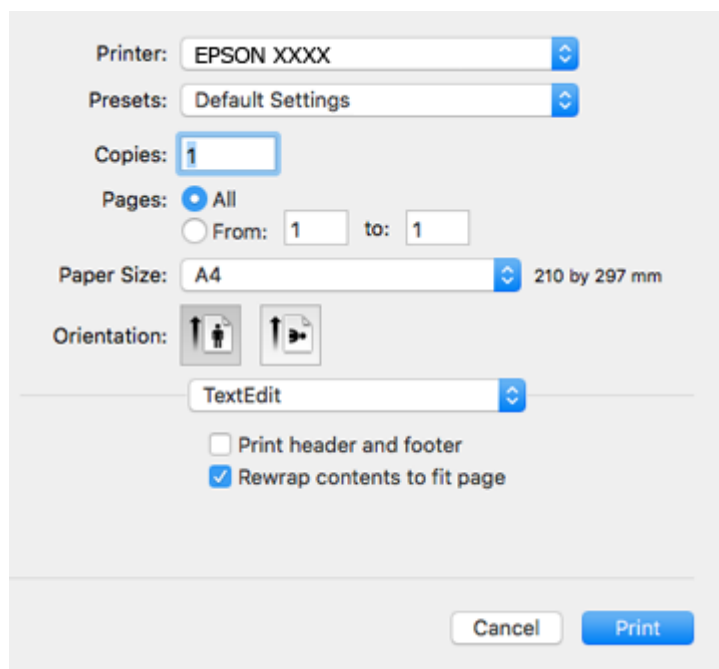 Printer: EPSON XXXX
Presets: Default Settings
Copies: 1
Pages: All
From: 1 to: 1
Paper Size: A4 210 by 297 mm
Orientation:
TextEdit
Print header and footer
Rewrap contents to fit page
Cancel Print